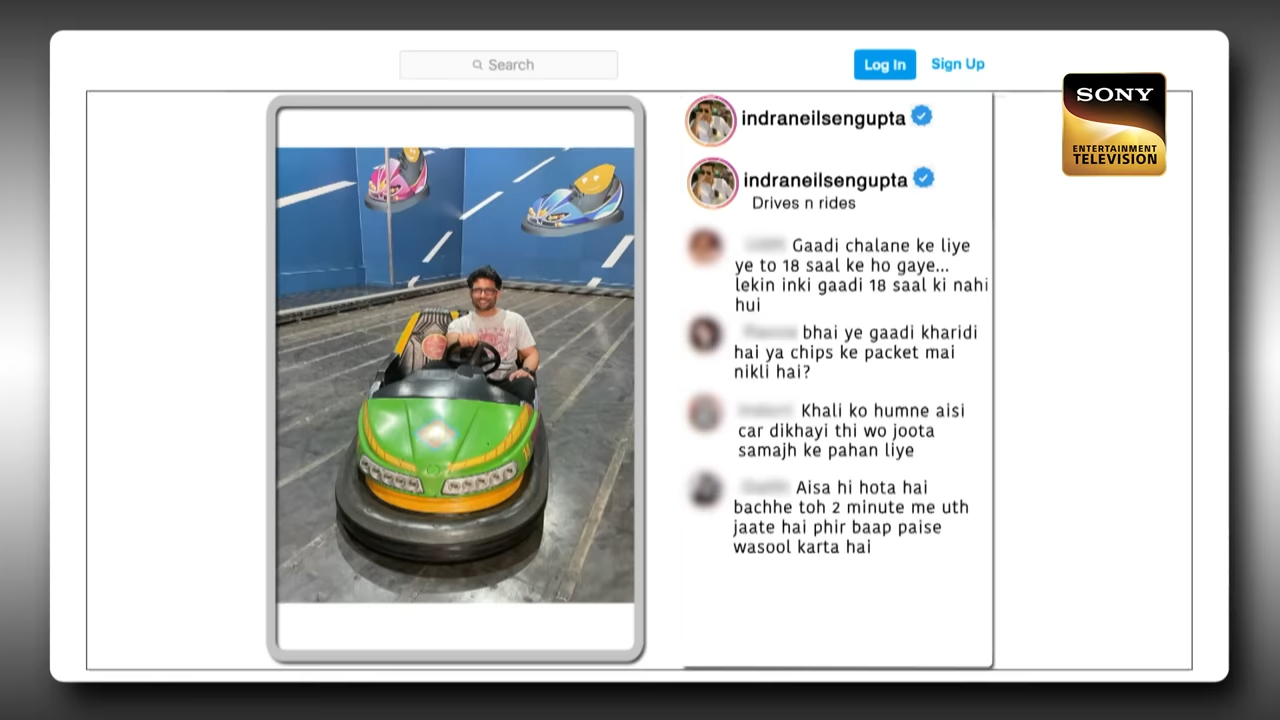 Search
Log In
Sign Up
SONY
ENTERTAINMENT
TELEVISION
indraneilsengupta
indraneilsengupta
Drives n rides
Gaadi chalane ke liye
ye to 18 saal ke ho gaye...
lekin inki gaadi 18 saal ki nahi
hui
bhai ye gaadi kharidi
hai ya chips ke packet mai
nikli hai?
Khali ko humne aisi
car dikhayi thi wo joota
samajh ke pahan liye
Aisa hi hota hai
bachhe toh 2 minute me uth
jaate hai phir baap paise
wasool karta hai